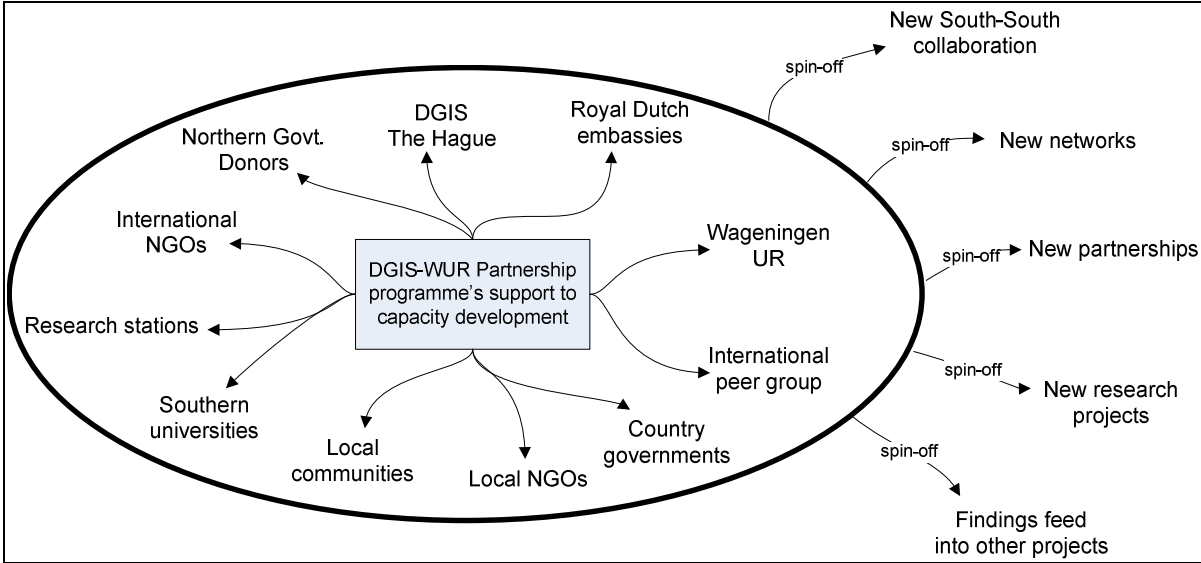 New South-South
collaboration
spin-off
DGIS
The Hague
Royal Dutch
embassies
Northern Govt.
Donors
spin-off
New networks
International
NGOs
Wageningen
UR
spin-off
New partnerships
DGIS-WUR Partnership
programme's support to
capacity development
Research stations
International
peer group
spin-off
New research
projects
Southern
universities
Local
communities
Local NGOs
Country
governments
spin-off
Findings feed
into other projects